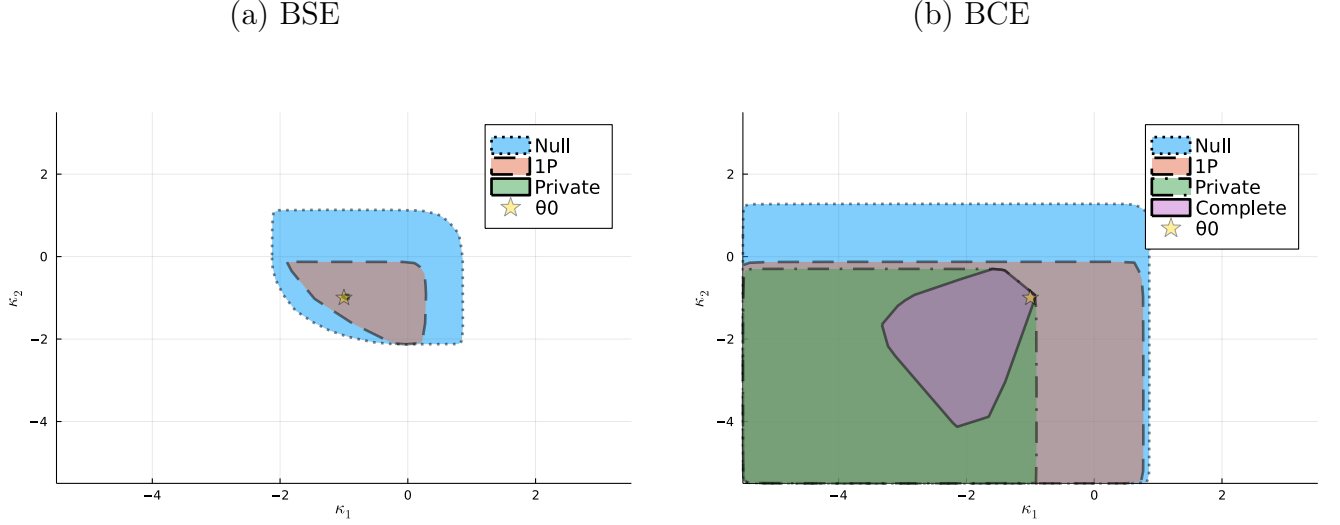 (a) BSE
(b) BCE
Null
1P
Private
θ0
2
0
−2
−4
−4
−2
0
2
κ₁
κ₂
Null
1P
Private
Complete
θ0
2
0
−2
−4
−4
−2
0
2
κ₁
κ₂